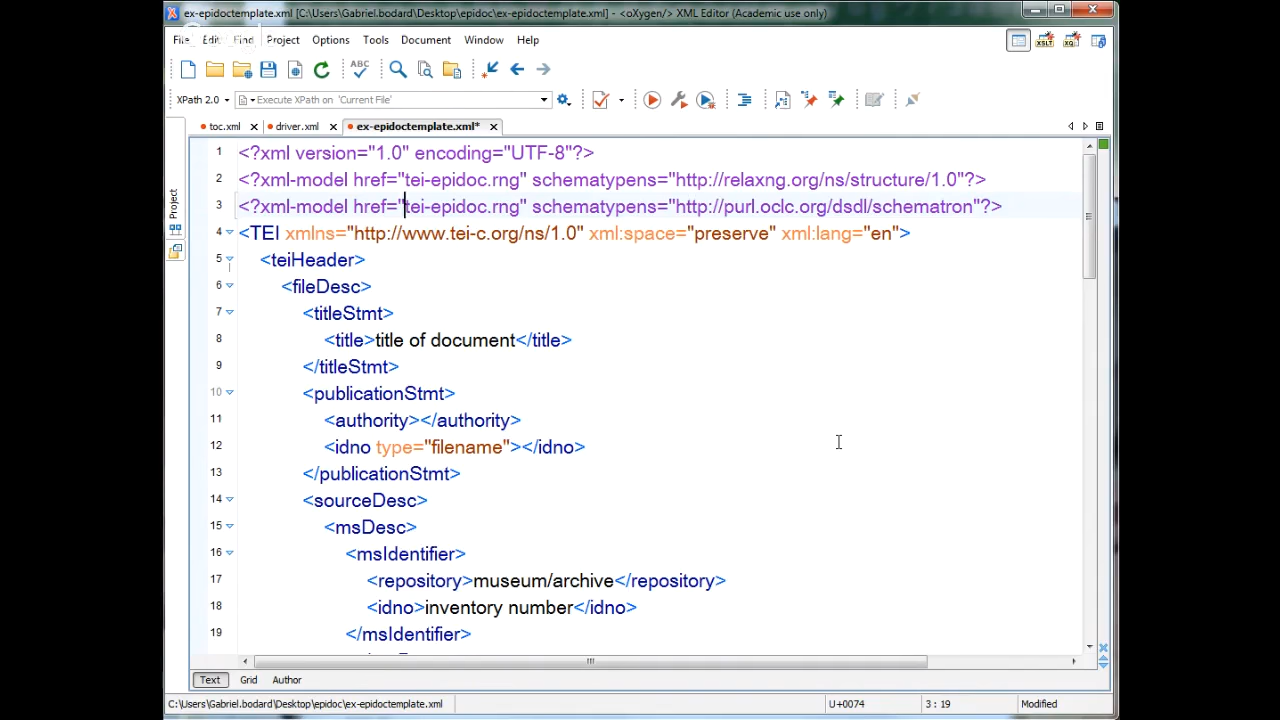 ex-epidoctemplate.xml [C:\Users\Gabriel.bodard\Desktop\epidoc\ex-epidoctemplate.xml] - <oXygen/> XML Editor (Academic use only)
File Edit Find Project Options Tools Document Window Help
XPath 2.0 Execute XPath on 'Current File'
toc.xml driver.xml ex-epidoctemplate.xml*
Project
1 <?xml version="1.0" encoding="UTF-8"?>
2 <?xml-model href="tei-epidoc.rng" schematypens="http://relaxng.org/ns/structure/1.0"?>
3 <?xml-model href="tei-epidoc.rng" schematypens="http://purl.oclc.org/dsdl/schematron"?>
4 <TEI xmlns="http://www.tei-c.org/ns/1.0" xml:space="preserve" xml:lang="en">
5 <teiHeader>
6 <fileDesc>
7 <titleStmt>
8 <title>title of document</title>
9 </titleStmt>
10 <publicationStmt>
11 <authority></authority>
12 <idno type="filename"></idno>
13 </publicationStmt>
14 <sourceDesc>
15 <msDesc>
16 <msIdentifier>
17 <repository>museum/archive</repository>
18 <idno>inventory number</idno>
19 </msIdentifier>
Text Grid Author
C:\Users\Gabriel.bodard\Desktop\epidoc\ex-epidoctemplate.xml U+0074 3 : 19 Modified